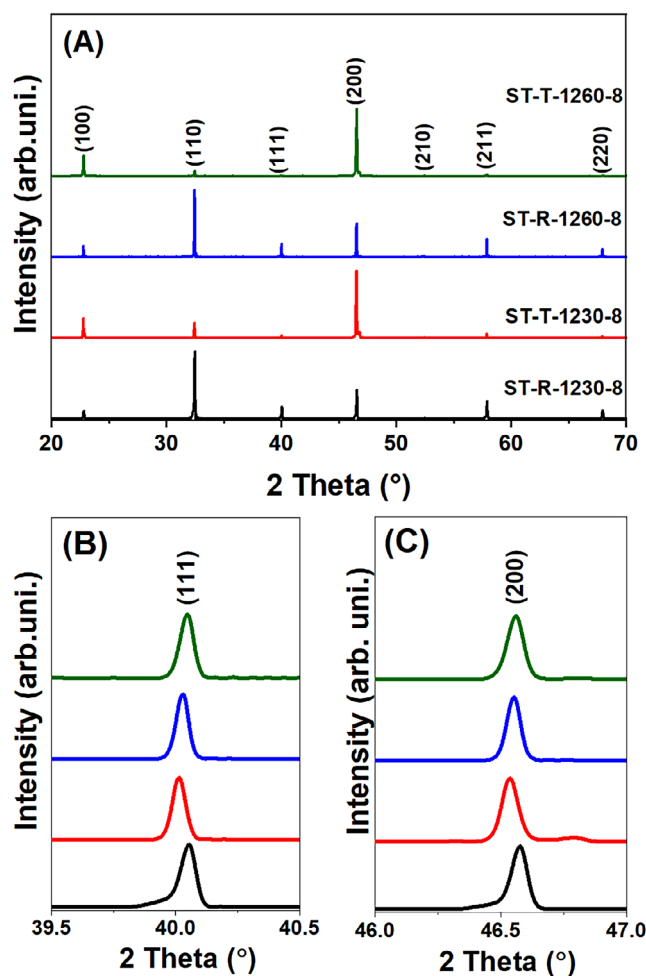 (A)
Intensity (arb.uni.)
(100)
(110)
(111)
(200)
(210)
(211)
(220)
ST-T-1260-8
ST-R-1260-8
ST-T-1230-8
ST-R-1230-8
20 30 40 50 60 70
2 Theta (°)
(B)
Intensity (arb.uni.)
(111)
39.5 40.0 40.5
2 Theta (°)
(C)
Intensity (arb. uni.)
(200)
46.0 46.5 47.0
2 Theta (°)